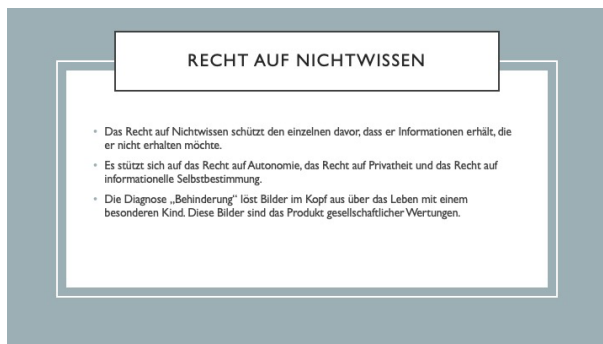 RECHT AUF NICHTWISSEN
• Das Recht auf Nichtwissen schützt den einzelnen davor, dass er Informationen erhält, die
er nicht erhalten möchte.
• Es stützt sich auf das Recht auf Autonomie, das Recht auf Privatheit und das Recht auf
informationelle Selbstbestimmung.
• Die Diagnose „Behinderung“ löst Bilder im Kopf aus über das Leben mit einem
besonderen Kind. Diese Bilder sind das Produkt gesellschaftlicher Wertungen.